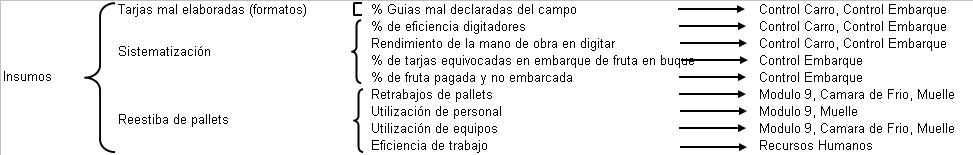 Tarjas mal elaboradas (formatos) % Guias mal declaradas del campo Control Carro, Control Embarque
% de eficiencia digitadores Control Carro, Control Embarque
Sistematización Rendimiento de la mano de obra en digitar Control Carro, Control Embarque
% de tarjas equivocadas en embarque de fruta en buque Control Embarque
Insumos % de fruta pagada y no embarcada Control Embarque
Retrabajos de pallets Modulo 9, Camara de Frio, Muelle
Reestiba de pallets Utilización de personal Modulo 9, Muelle
Utilización de equipos Modulo 9, Camara de Frio, Muelle
Eficiencia de trabajo Recursos Humanos